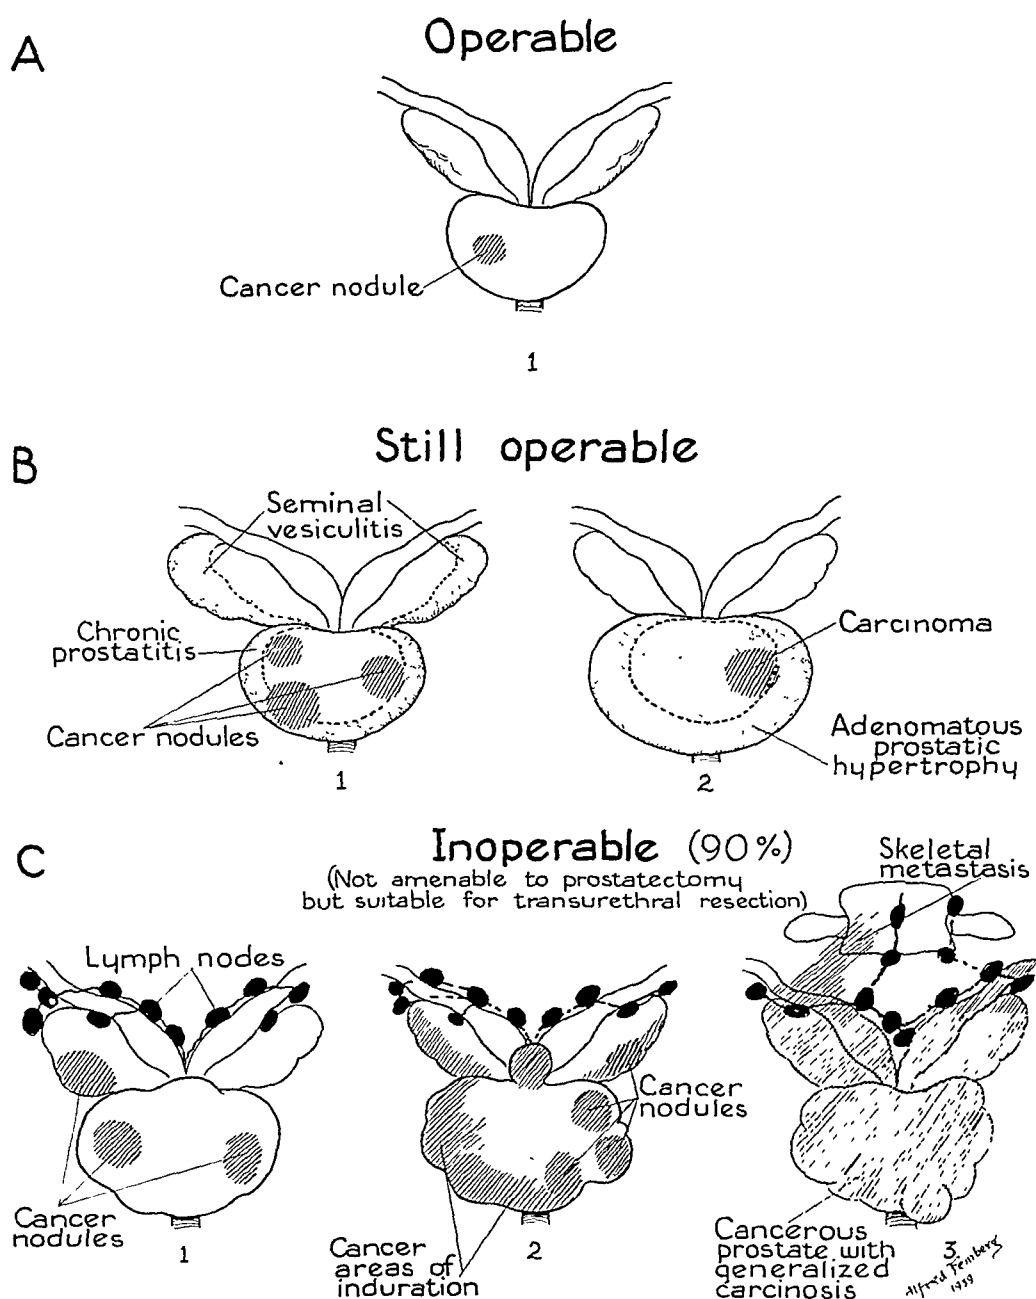 A
Operable
Cancer nodule
1
B
Still operable
Seminal
vesiculitis
Chronic
prostatitis
Cancer nodules
1
Carcinoma
Adenomatous
prostatic
hypertrophy
2
C
Inoperable (90%)
(Not amenable to prostatectomy
but suitable for transurethral resection)
Skeletal
metastasis
Lymph nodes
Cancer
nodules
1
Cancer
nodules
Cancer
areas of
induration
2
Cancerous
prostate with
generalized
carcinosis
3
Alfred Feinberg
1939